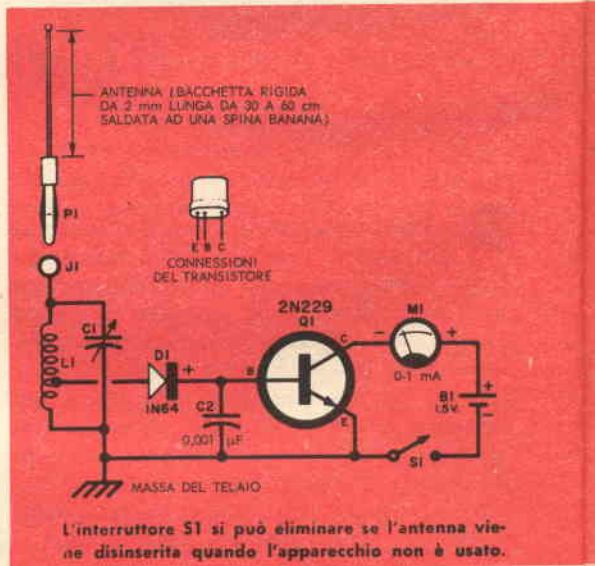 ANTENNA (BACCHETTA RIGIDA
DA 2 mm LUNGA DA 30 A 60 cm
SALDATA AD UNA SPINA BANANA)
P1
J1
E B C
CONNESSIONI
DEL TRANSISTORE
C1
L1
D1
+
1N64
C2
0,001 µF
2N229
Q1
B
C
E
M1
-
+
0-1 mA
B1
1,5V.
+
-
S1
MASSA DEL TELAIO
L'interruttore S1 si può eliminare se l'antenna vie-
ne disinserita quando l'apparecchio non è usato.